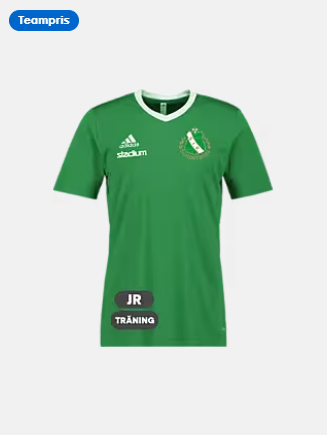 Teampris
adidas
stadium
JR
TRÄNING